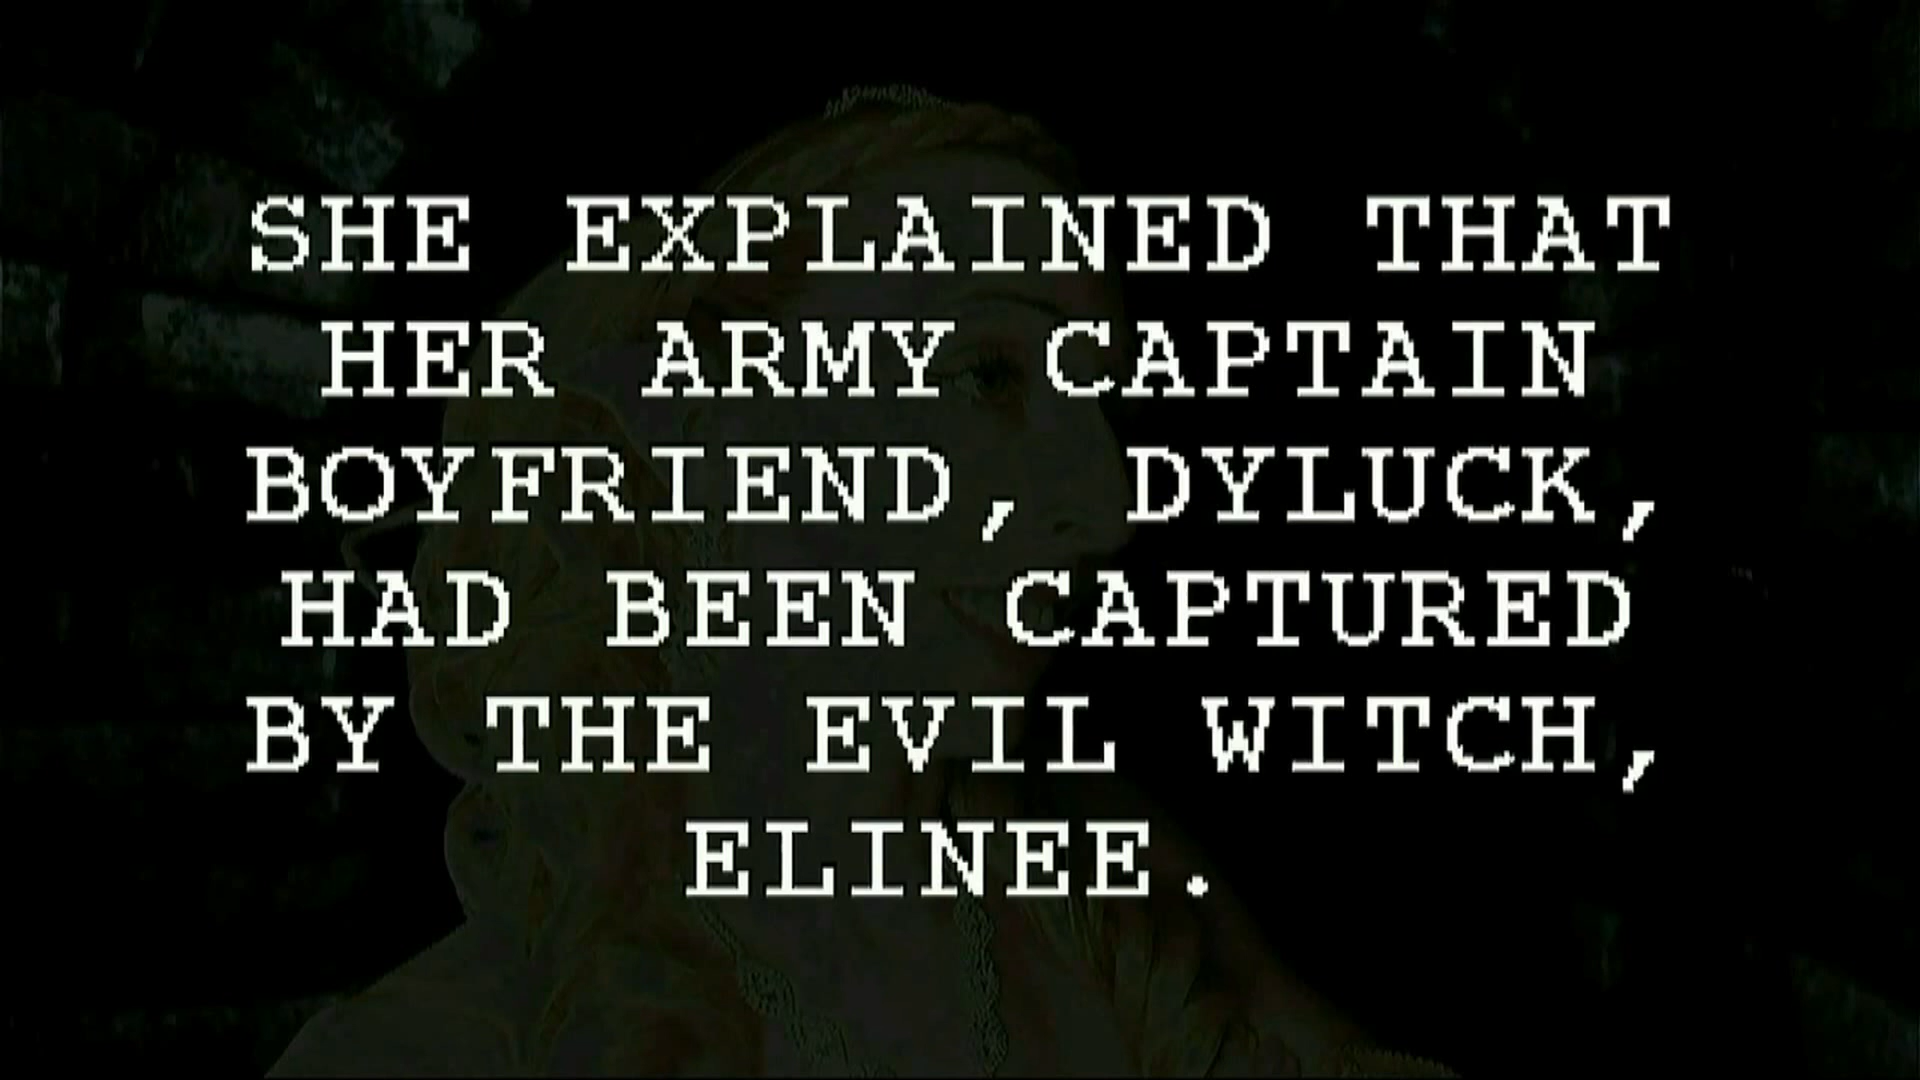 SHE EXPLAINED THAT
HER ARMY CAPTAIN
BOYFRIEND, DYLUCK,
HAD BEEN CAPTURED
BY THE EVIL WITCH,
ELINEE.